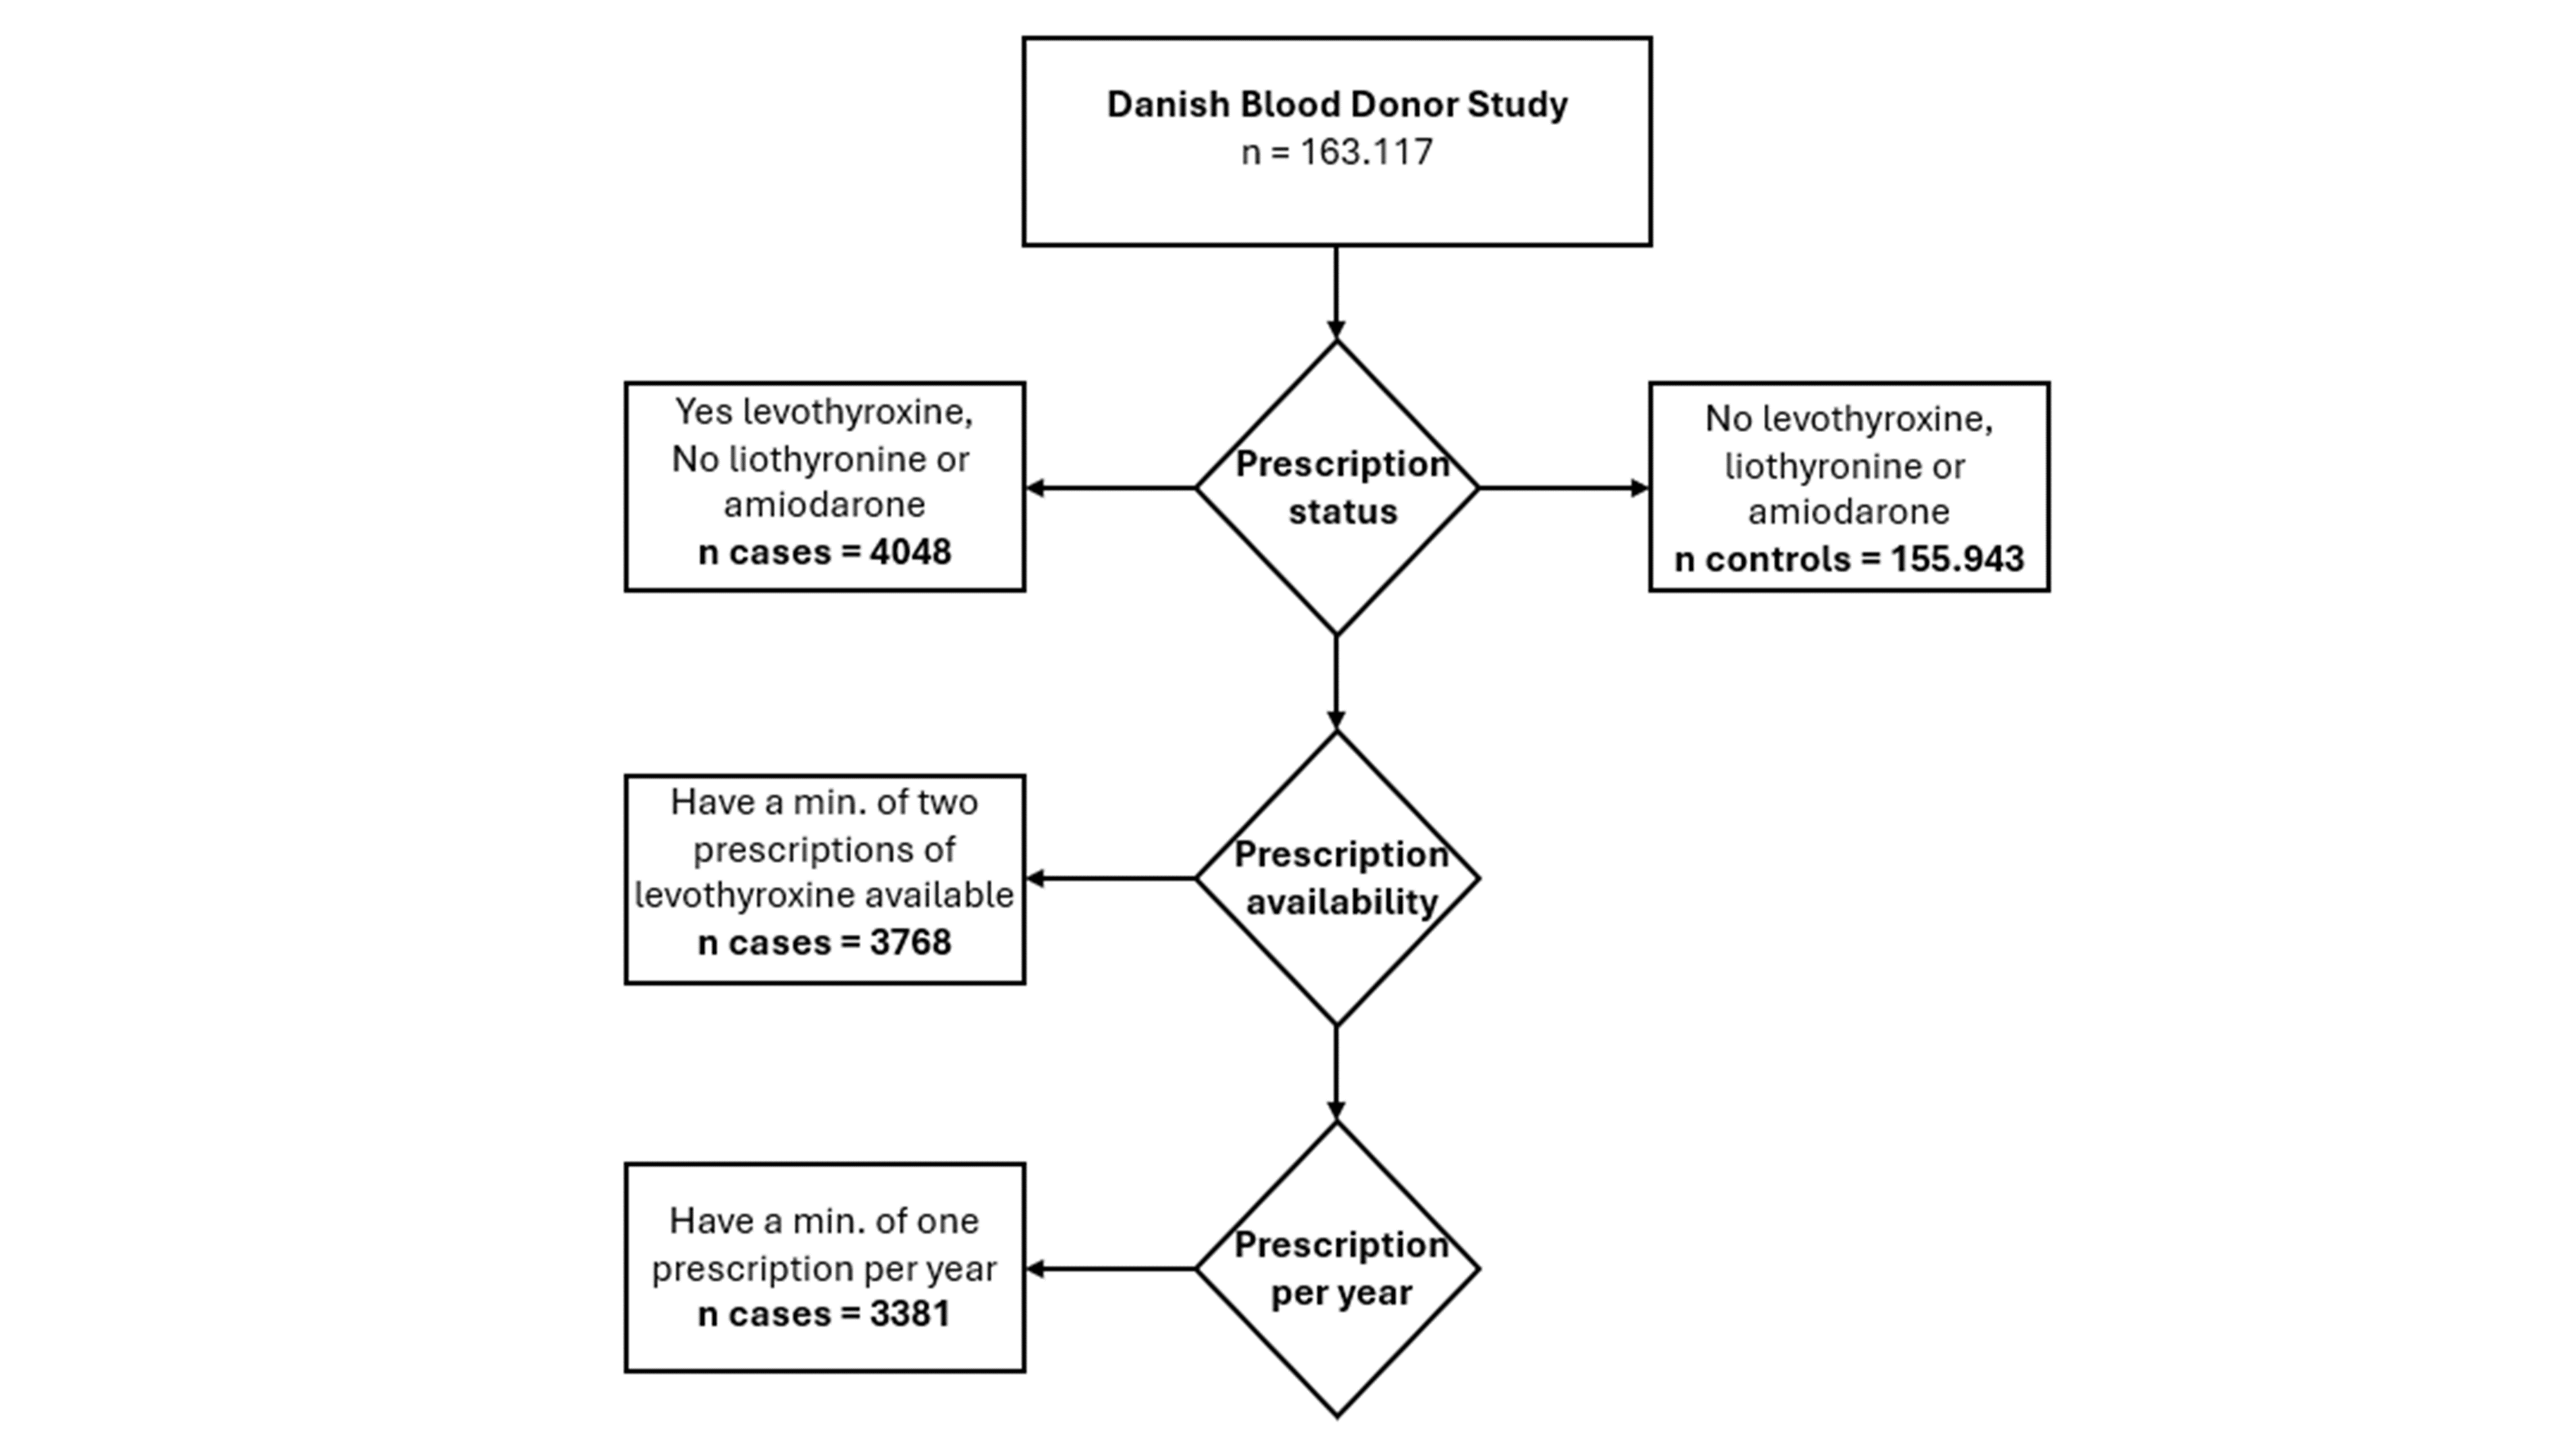 Danish Blood Donor Study
n = 163.117
Yes levothyroxine,
No liothyronine or
amiodarone
n cases = 4048
Prescription
status
No levothyroxine,
liothyronine or
amiodarone
n controls = 155.943
Have a min. of two
prescriptions of
levothyroxine available
n cases = 3768
Prescription
availability
Have a min. of one
prescription per year
n cases = 3381
Prescription
per year